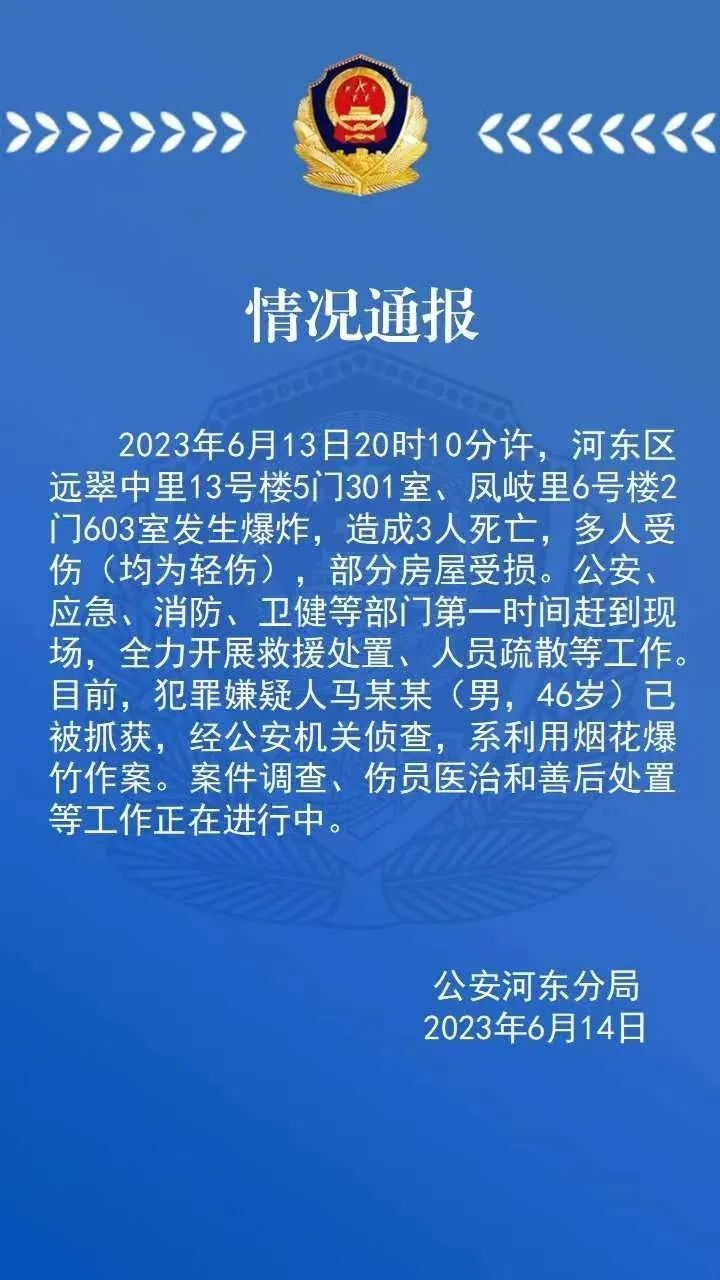 情况通报
2023年6月13日20时10分许，河东区
远翠中里13号楼5门301室、凤岐里6号楼2
门603室发生爆炸，造成3人死亡，多人受
伤（均为轻伤），部分房屋受损。公安、
应急、消防、卫健等部门第一时间赶到现
场，全力开展救援处置、人员疏散等工作。
目前，犯罪嫌疑人马某某（男，46岁）已
被抓获，经公安机关侦查，系利用烟花爆
竹作案。案件调查、伤员医治和善后处置
等工作正在进行中。
公安河东分局
2023年6月14日